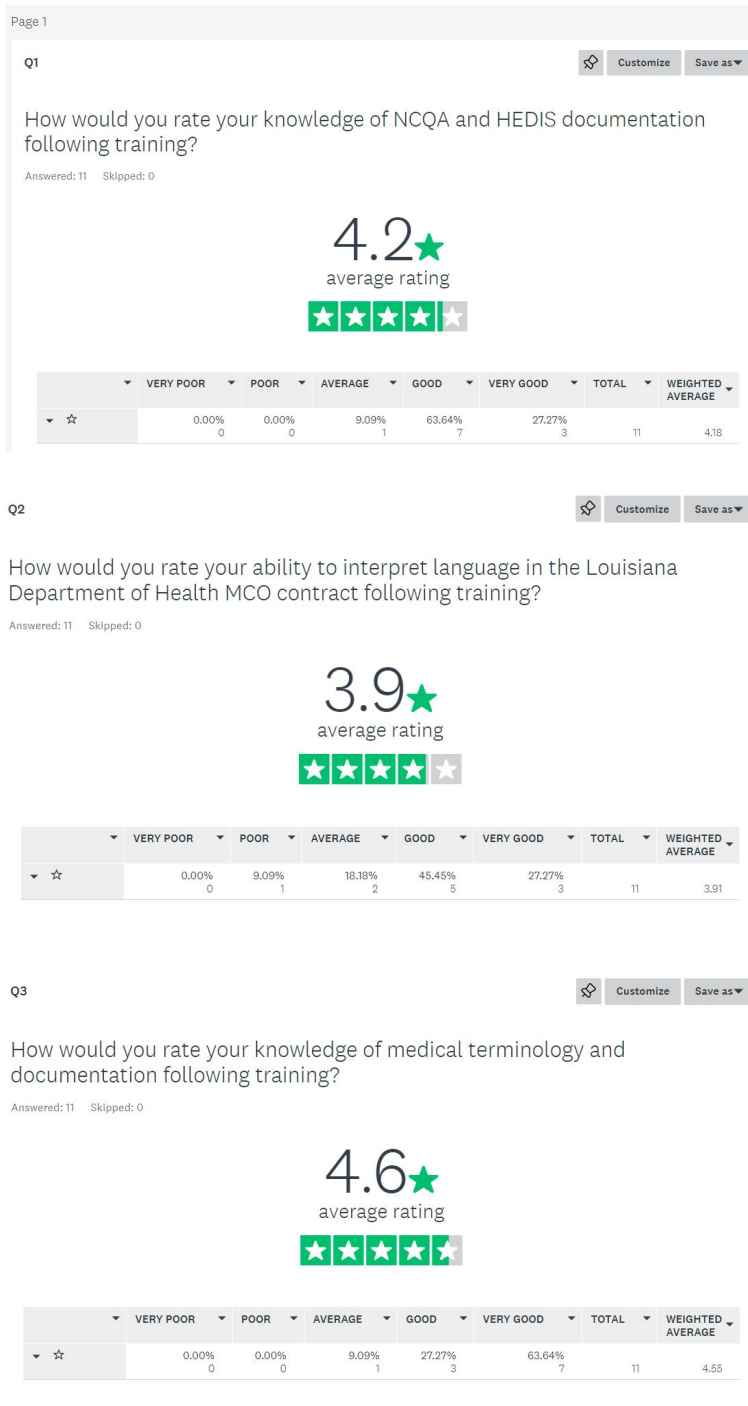 Page 1
Q1 Customize Save as
How would you rate your knowledge of NCQA and HEDIS documentation
following training?
Answered: 11 Skipped: 0
4.2
average rating
VERY POOR POOR AVERAGE GOOD VERY GOOD TOTAL WEIGHTED
AVERAGE
0.00% 0.00% 9.09% 63.64% 27.27%
0 0 1 7 3 11 4.18
Q2 Customize Save as
How would you rate your ability to interpret language in the Louisiana
Department of Health MCO contract following training?
Answered: 11 Skipped: 0
3.9
average rating
VERY POOR POOR AVERAGE GOOD VERY GOOD TOTAL WEIGHTED
AVERAGE
0.00% 9.09% 18.18% 45.45% 27.27%
0 1 2 5 3 11 3.91
Q3 Customize Save as
How would you rate your knowledge of medical terminology and
documentation following training?
Answered: 11 Skipped: 0
4.6
average rating
VERY POOR POOR AVERAGE GOOD VERY GOOD TOTAL WEIGHTED
AVERAGE
0.00% 0.00% 9.09% 27.27% 63.64%
0 0 1 3 7 11 4.55